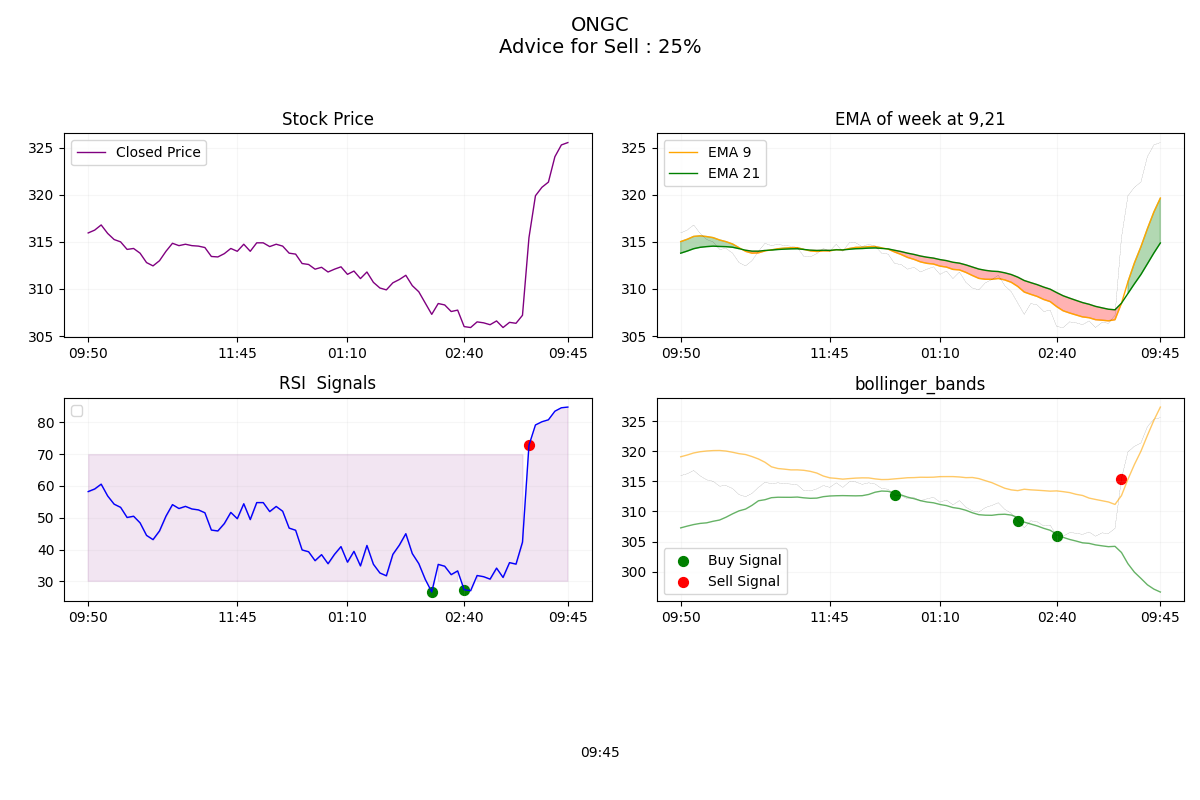 ONGC
Advice for Sell : 25%
Stock Price
325
320
315
310
305
Closed Price
09:50 11:45 01:10 02:40 09:45
EMA of week at 9,21
325
320
315
310
305
EMA 9
EMA 21
09:50 11:45 01:10 02:40 09:45
RSI  Signals
80
70
60
50
40
30
09:50 11:45 01:10 02:40 09:45
bollinger_bands
325
320
315
310
305
300
Buy Signal
Sell Signal
09:50 11:45 01:10 02:40 09:45
09:45